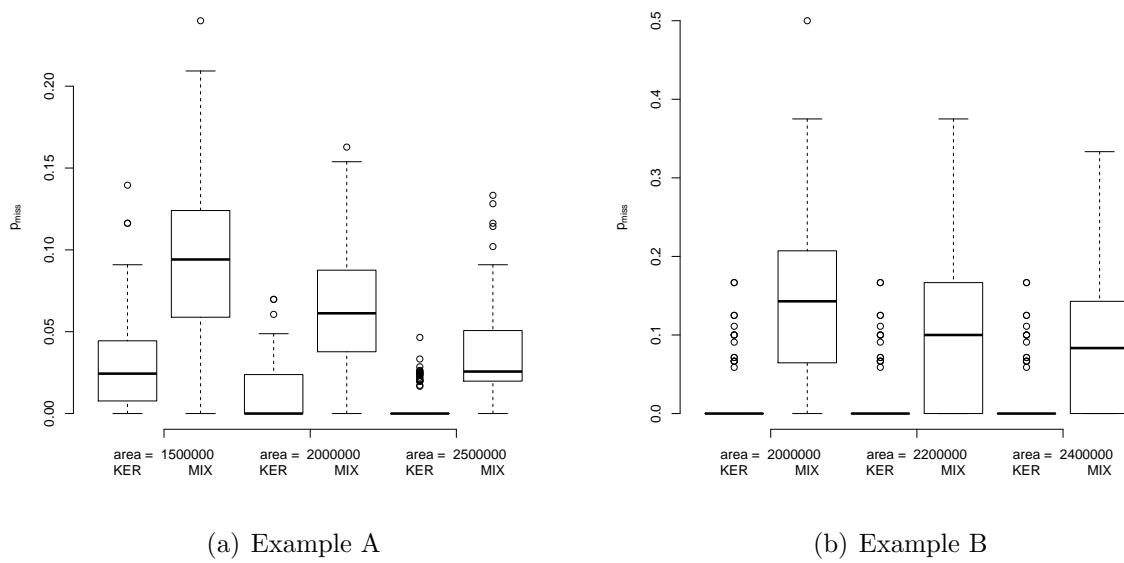 0.00 0.05 0.10 0.15 0.20
p_miss
area = 1500000 area = 2000000 area = 2500000
KER MIX KER MIX KER MIX
(a) Example A
0.0 0.1 0.2 0.3 0.4 0.5
p_miss
area = 2000000 area = 2200000 area = 2400000
KER MIX KER MIX KER MIX
(b) Example B